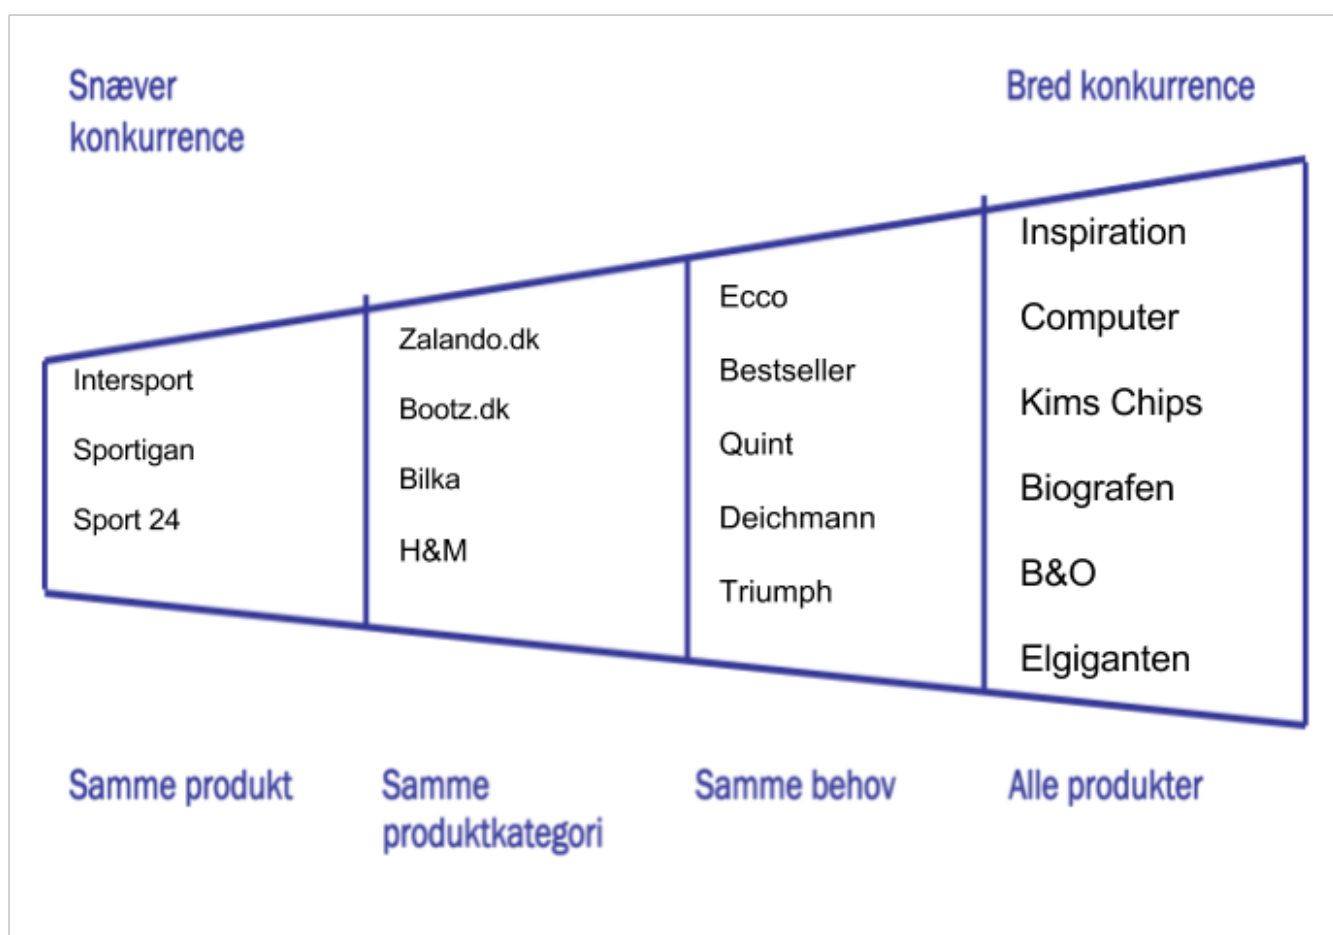 Snæver
konkurrence
Bred konkurrence
Intersport
Sportigan
Sport 24
Zalando.dk
Bootz.dk
Bilka
H&M
Ecco
Bestseller
Quint
Deichmann
Triumph
Inspiration
Computer
Kims Chips
Biografen
B&O
Elgiganten
Samme produkt
Samme
produktkategori
Samme behov
Alle produkter